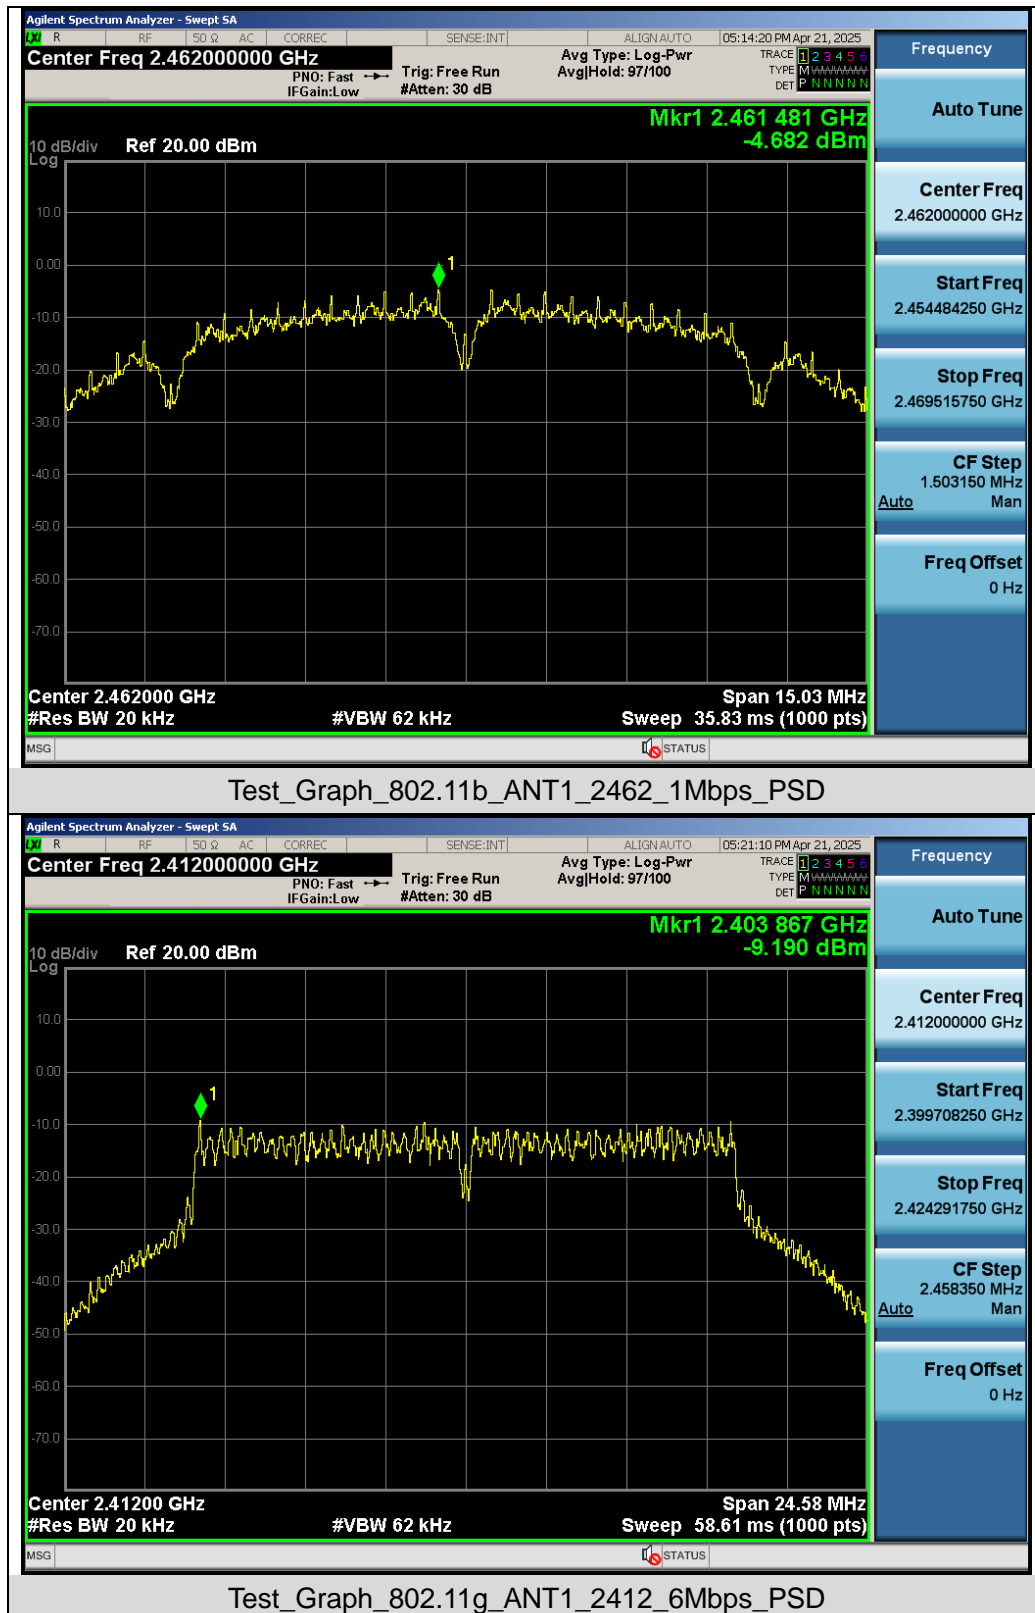 Agilent Spectrum Analyzer - Swept SA
LXI R RF 50 Ω AC CORREC SENSE:INT ALIGN AUTO 05:14:20 PM Apr 21, 2025
Center Freq 2.462000000 GHz
PNO: Fast
IFGain:Low
Trig: Free Run
#Atten: 30 dB
Avg Type: Log-Pwr
Avg|Hold: 97/100
TRACE 1 2 3 4 5 6
TYPE M WWWWW
DET P N N N N N
Mkr1 2.461 481 GHz
-4.682 dBm
10 dB/div Ref 20.00 dBm
Log
10.0
0.00
-10.0
-20.0
-30.0
-40.0
-50.0
-60.0
-70.0
1
Center 2.462000 GHz Span 15.03 MHz
#Res BW 20 kHz #VBW 62 kHz Sweep 35.83 ms (1000 pts)
MSG STATUS
Frequency
Auto Tune
Center Freq
2.462000000 GHz
Start Freq
2.454484250 GHz
Stop Freq
2.469515750 GHz
CF Step
1.503150 MHz
Auto Man
Freq Offset
0 Hz
Test_Graph_802.11b_ANT1_2462_1Mbps_PSD
Agilent Spectrum Analyzer - Swept SA
LXI R RF 50 Ω AC CORREC SENSE:INT ALIGN AUTO 05:21:10 PM Apr 21, 2025
Center Freq 2.412000000 GHz
PNO: Fast
IFGain:Low
Trig: Free Run
#Atten: 30 dB
Avg Type: Log-Pwr
Avg|Hold: 97/100
TRACE 1 2 3 4 5 6
TYPE M WWWWW
DET P N N N N N
Mkr1 2.403 867 GHz
-9.190 dBm
10 dB/div Ref 20.00 dBm
Log
10.0
0.00
-10.0
-20.0
-30.0
-40.0
-50.0
-60.0
-70.0
1
Center 2.41200 GHz Span 24.58 MHz
#Res BW 20 kHz #VBW 62 kHz Sweep 58.61 ms (1000 pts)
MSG STATUS
Frequency
Auto Tune
Center Freq
2.412000000 GHz
Start Freq
2.399708250 GHz
Stop Freq
2.424291750 GHz
CF Step
2.458350 MHz
Auto Man
Freq Offset
0 Hz
Test_Graph_802.11g_ANT1_2412_6Mbps_PSD